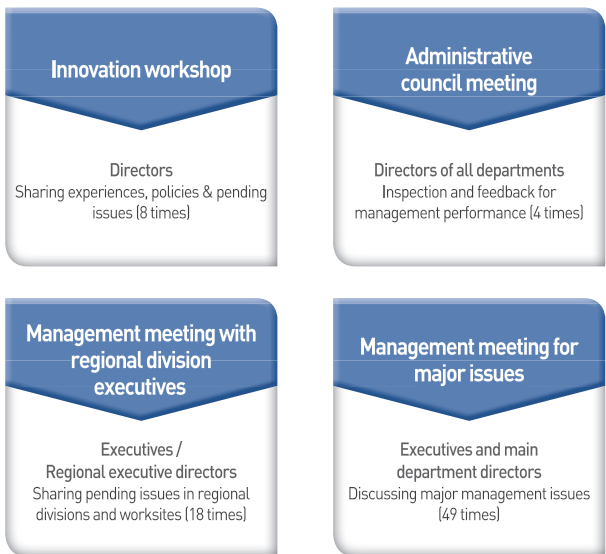 Innovation workshop
Directors
Sharing experiences, policies & pending
issues (8 times)
Administrative
council meeting
Directors of all departments
Inspection and feedback for
management performance (4 times)
Management meeting with
regional division
executives
Executives /
Regional executive directors
Sharing pending issues in regional
divisions and worksites (18 times)
Management meeting for
major issues
Executives and main
department directors
Discussing major management issues
(49 times)